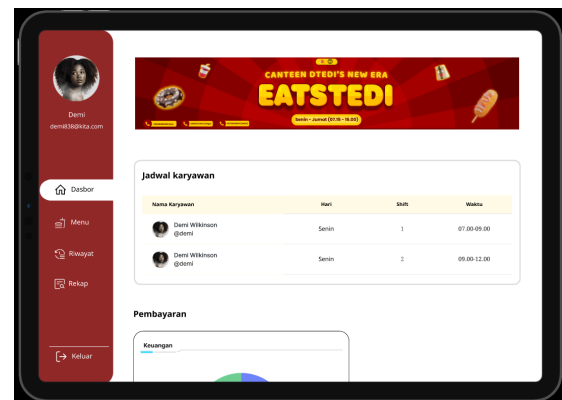 Demi
demi838@kita.com
Dasbor
Menu
Riwayat
Rekap
Keluar
CANTEEN DTEDI'S NEW ERA
EATSTEDI
Senin - Jumat (07.15 - 15.00)
Jadwal karyawan
Nama Karyawan Hari Shift Waktu
Demi Wilkinson
@demi
Senin 1 07.00-09.00
Demi Wilkinson
@demi
Senin 2 09.00-12.00
Pembayaran
Keuangan